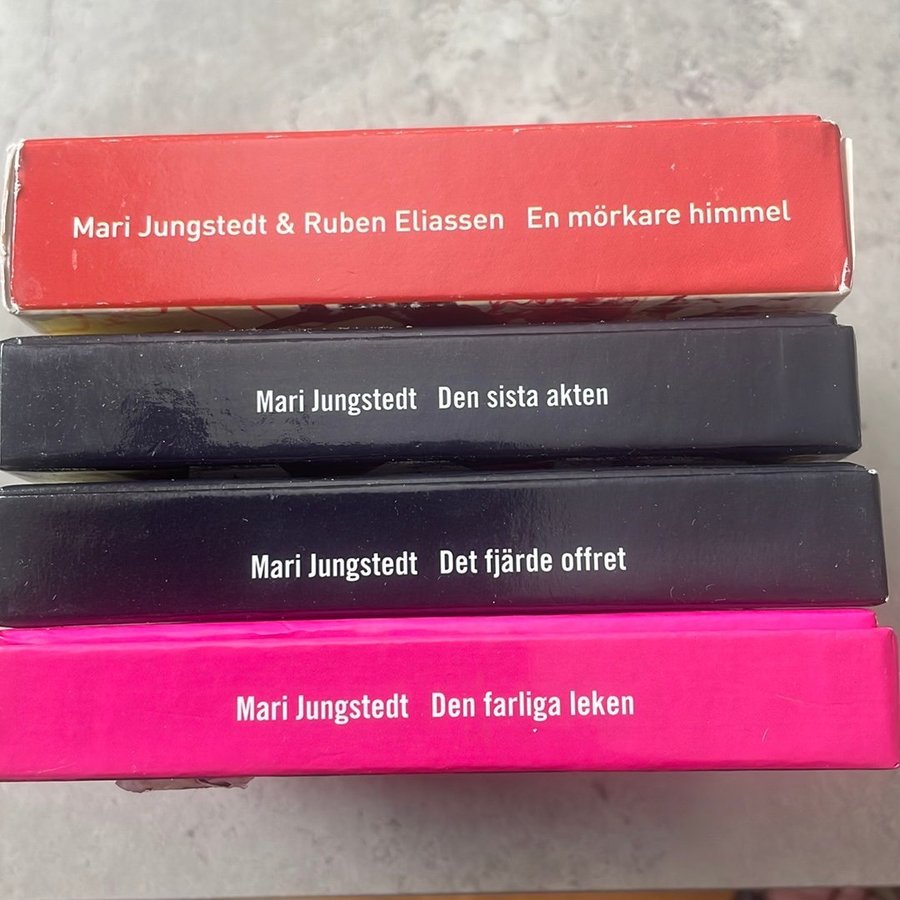 Mari Jungstedt & Ruben Eliassen En mörkare himmel
Mari Jungstedt Den sista akten
Mari Jungstedt Det fjärde offret
Mari Jungstedt Den farliga leken